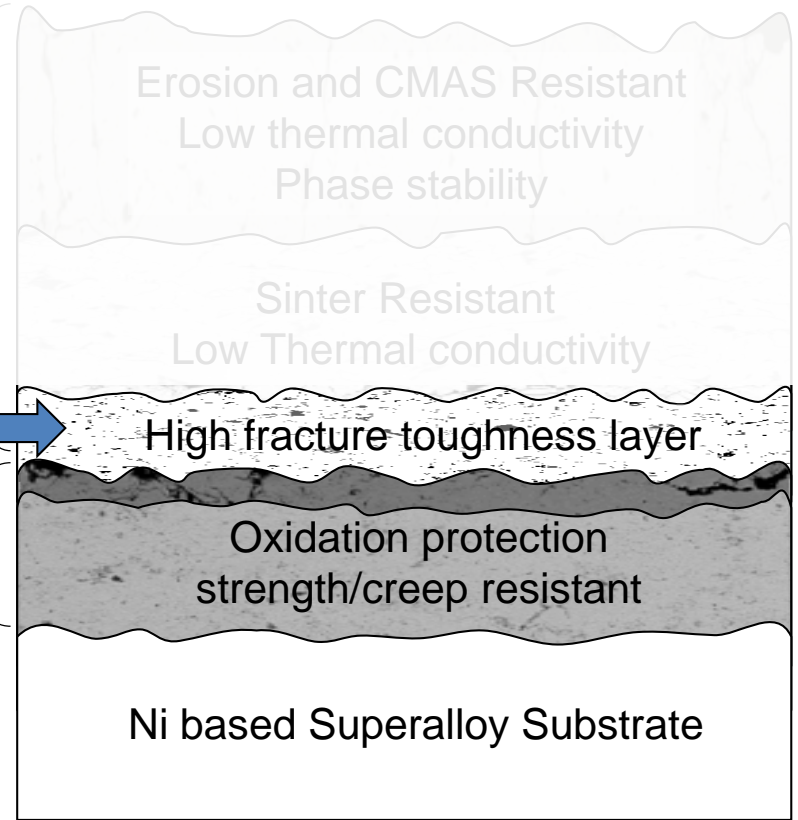 Erosion and CMAS Resistant
Low thermal conductivity
Phase stability
Sinter Resistant
Low Thermal conductivity
High fracture toughness layer
Oxidation protection
strength/creep resistant
Ni based Superalloy Substrate